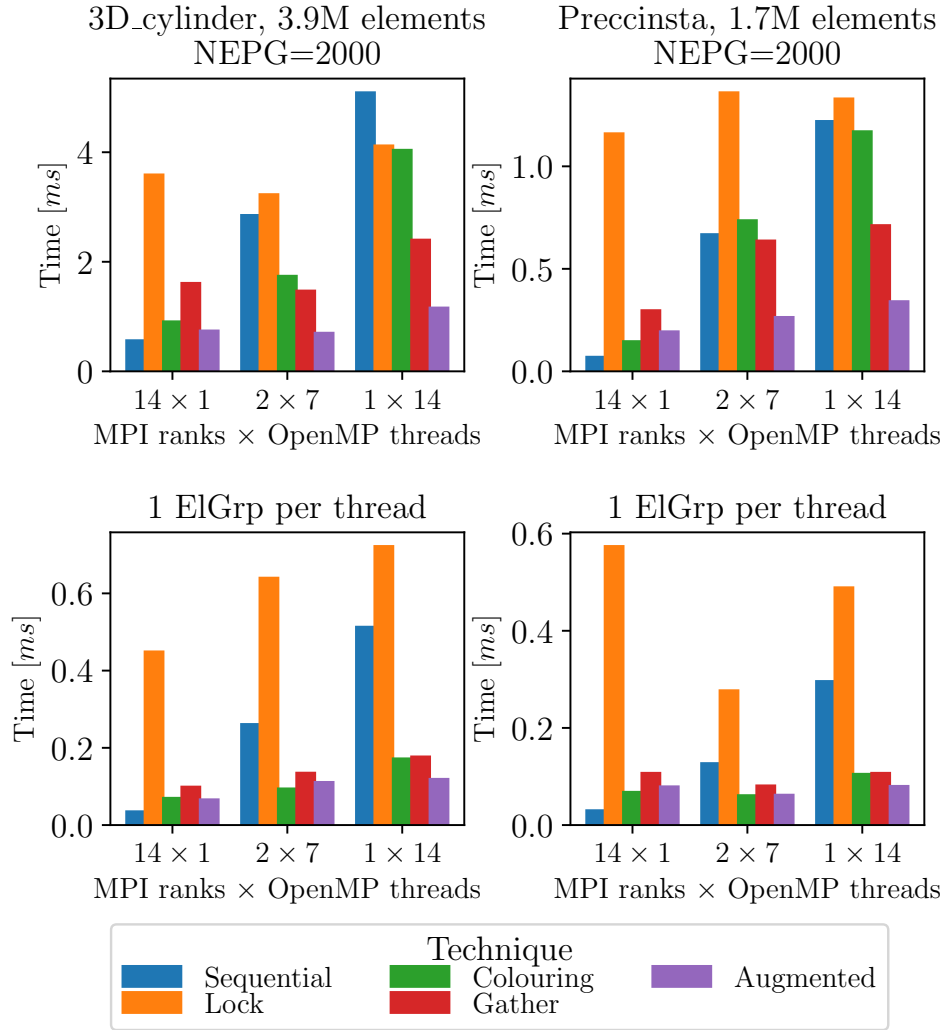 3D_cylinder, 3.9M elements
NEPG=2000
Time [ms]
4
2
0
14 × 1
2 × 7
1 × 14
MPI ranks × OpenMP threads
Preccinsta, 1.7M elements
NEPG=2000
Time [ms]
1.0
0.5
0.0
14 × 1
2 × 7
1 × 14
MPI ranks × OpenMP threads
1 ElGrp per thread
Time [ms]
0.6
0.4
0.2
0.0
14 × 1
2 × 7
1 × 14
MPI ranks × OpenMP threads
1 ElGrp per thread
Time [ms]
0.6
0.4
0.2
0.0
14 × 1
2 × 7
1 × 14
MPI ranks × OpenMP threads
Technique
Sequential
Lock
Colouring
Gather
Augmented